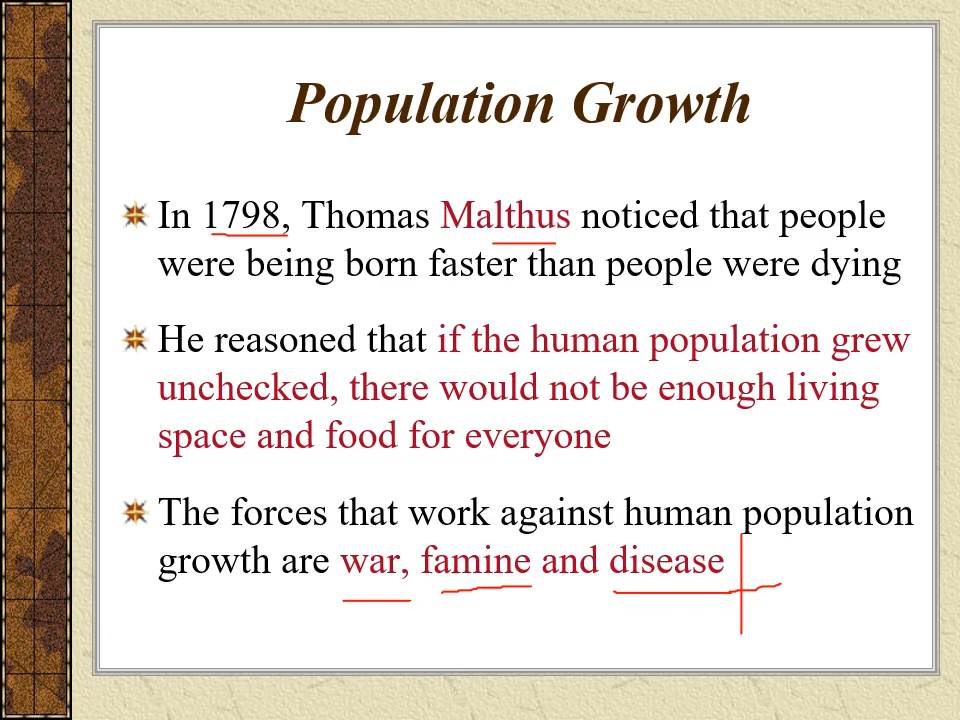 Population Growth
In 1798, Thomas Malthus noticed that people
were being born faster than people were dying
He reasoned that if the human population grew
unchecked, there would not be enough living
space and food for everyone
The forces that work against human population
growth are war, famine and disease